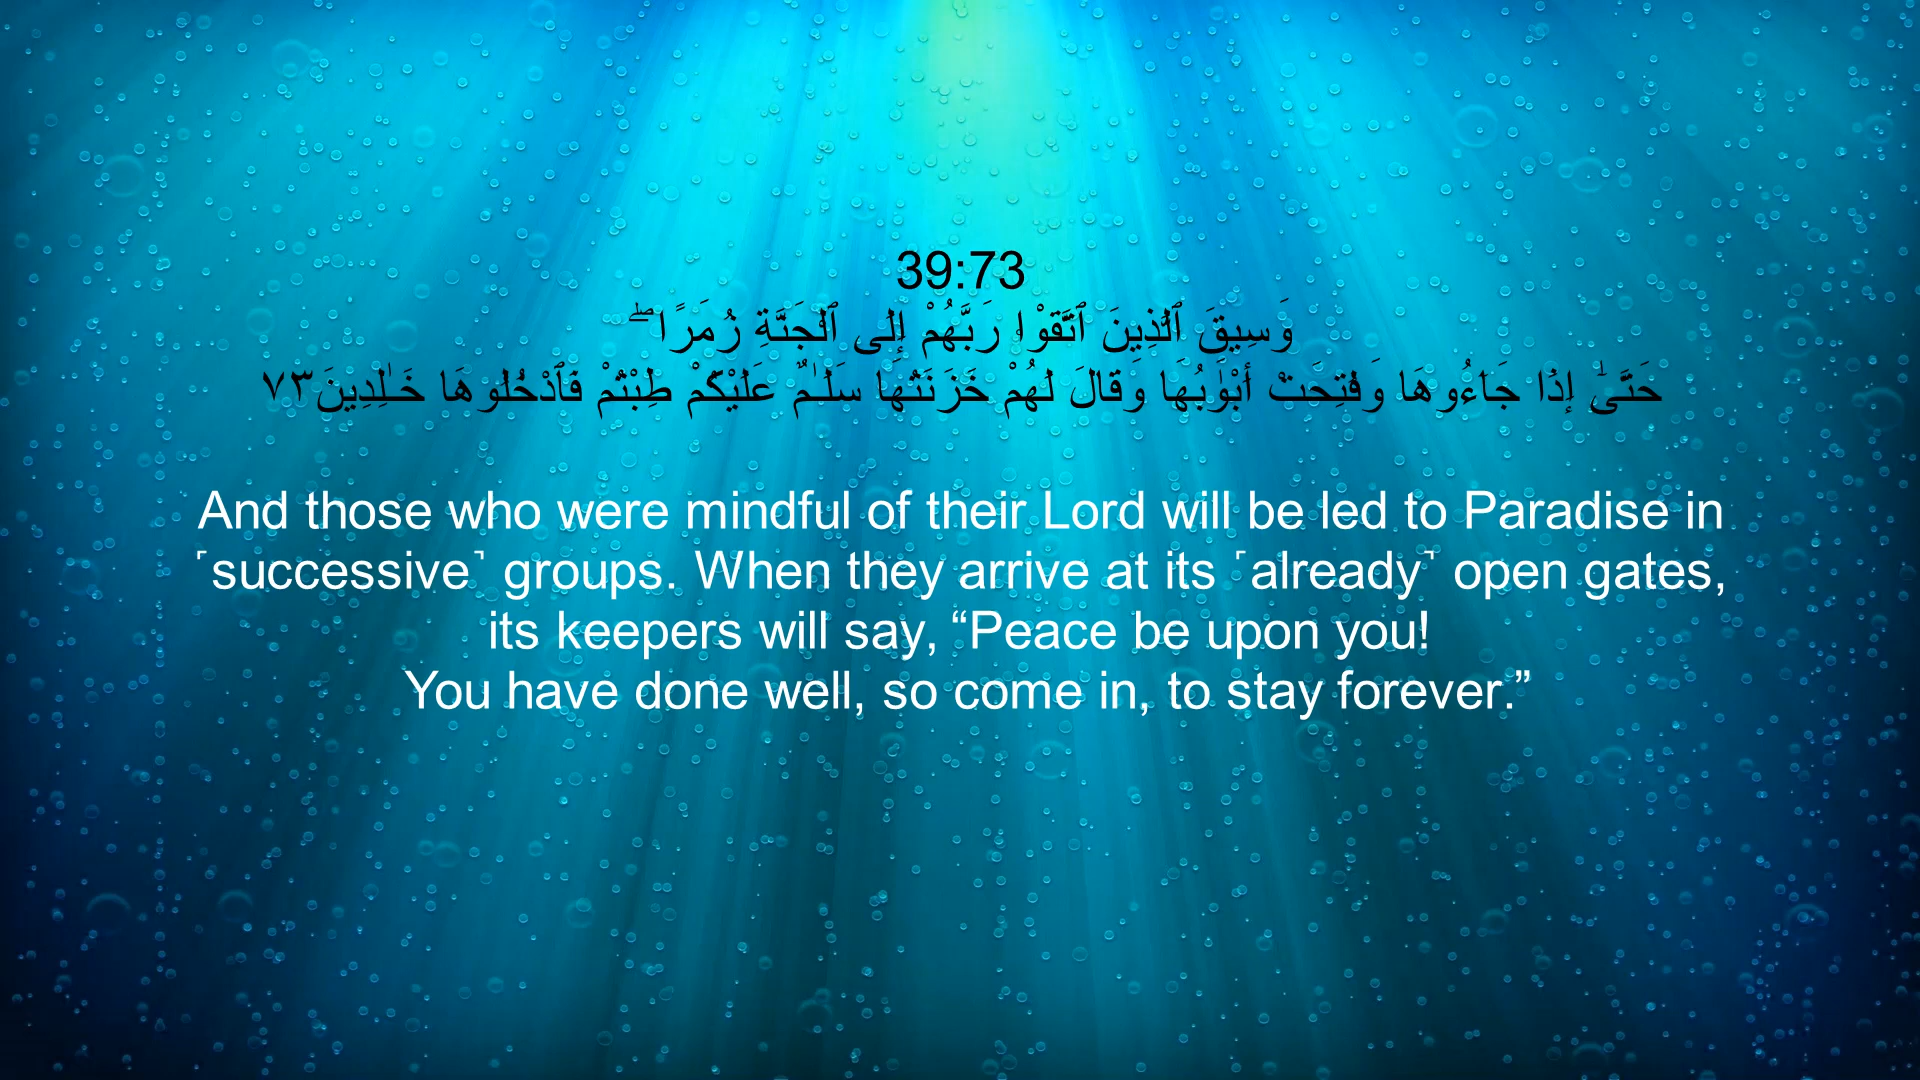 39:73
وَسِيقَ ٱلَّذِينَ ٱتَّقَوْا۟ رَبَّهُمْ إِلَى ٱلْجَنَّةِ زُمَرًا ۖ
حَتَّىٰٓ إِذَا جَآءُوهَا وَفُتِحَتْ أَبْوَٰبُهَا وَقَالَ لَهُمْ خَزَنَتُهَا سَلَـٰمٌ عَلَيْكُمْ طِبْتُمْ فَٱدْخُلُوهَا خَـٰلِدِينَ ٧٣
And those who were mindful of their Lord will be led to Paradise in
˹successive˺ groups. When they arrive at its ˹already˺ open gates,
its keepers will say, “Peace be upon you!
You have done well, so come in, to stay forever.”